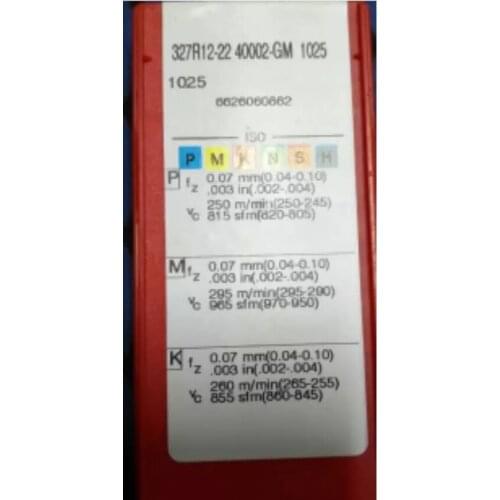 327R12-22 40002-GM 1025
1025
6626060662
ISO
P M K N S H
P fz 0.07 mm(0.04-0.10)
.003 in(.002-.004)
vc 250 m/min(250-245)
815 sfm(820-805)
M fz 0.07 mm(0.04-0.10)
.003 in(.002-.004)
vc 295 m/min(295-290)
965 sfm(970-950)
K fz 0.07 mm(0.04-0.10)
.003 in(.002-.004)
vc 260 m/min(265-255)
855 sfm(860-845)